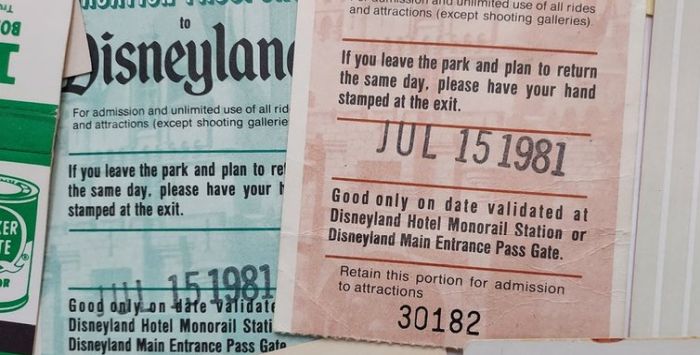 to
Disneyland
For admission and unlimited use of all rid
and attractions (except shooting gallerie
If you leave the park and plan to ret
the same day, please have your h
stamped at the exit.
JUL 15 1981
Good only on date validate
Disneyland Hotel Monorail Stati
Disneyland Main Entrance Pass Gate.
and unlimited use of all rides
and attractions (except shooting galleries).
If you leave the park and plan to return
the same day, please have your hand
stamped at the exit.
JUL 15 1981
Good only on date validated at
Disneyland Hotel Monorail Station or
Disneyland Main Entrance Pass Gate.
Retain this portion for admission
to attractions
30182